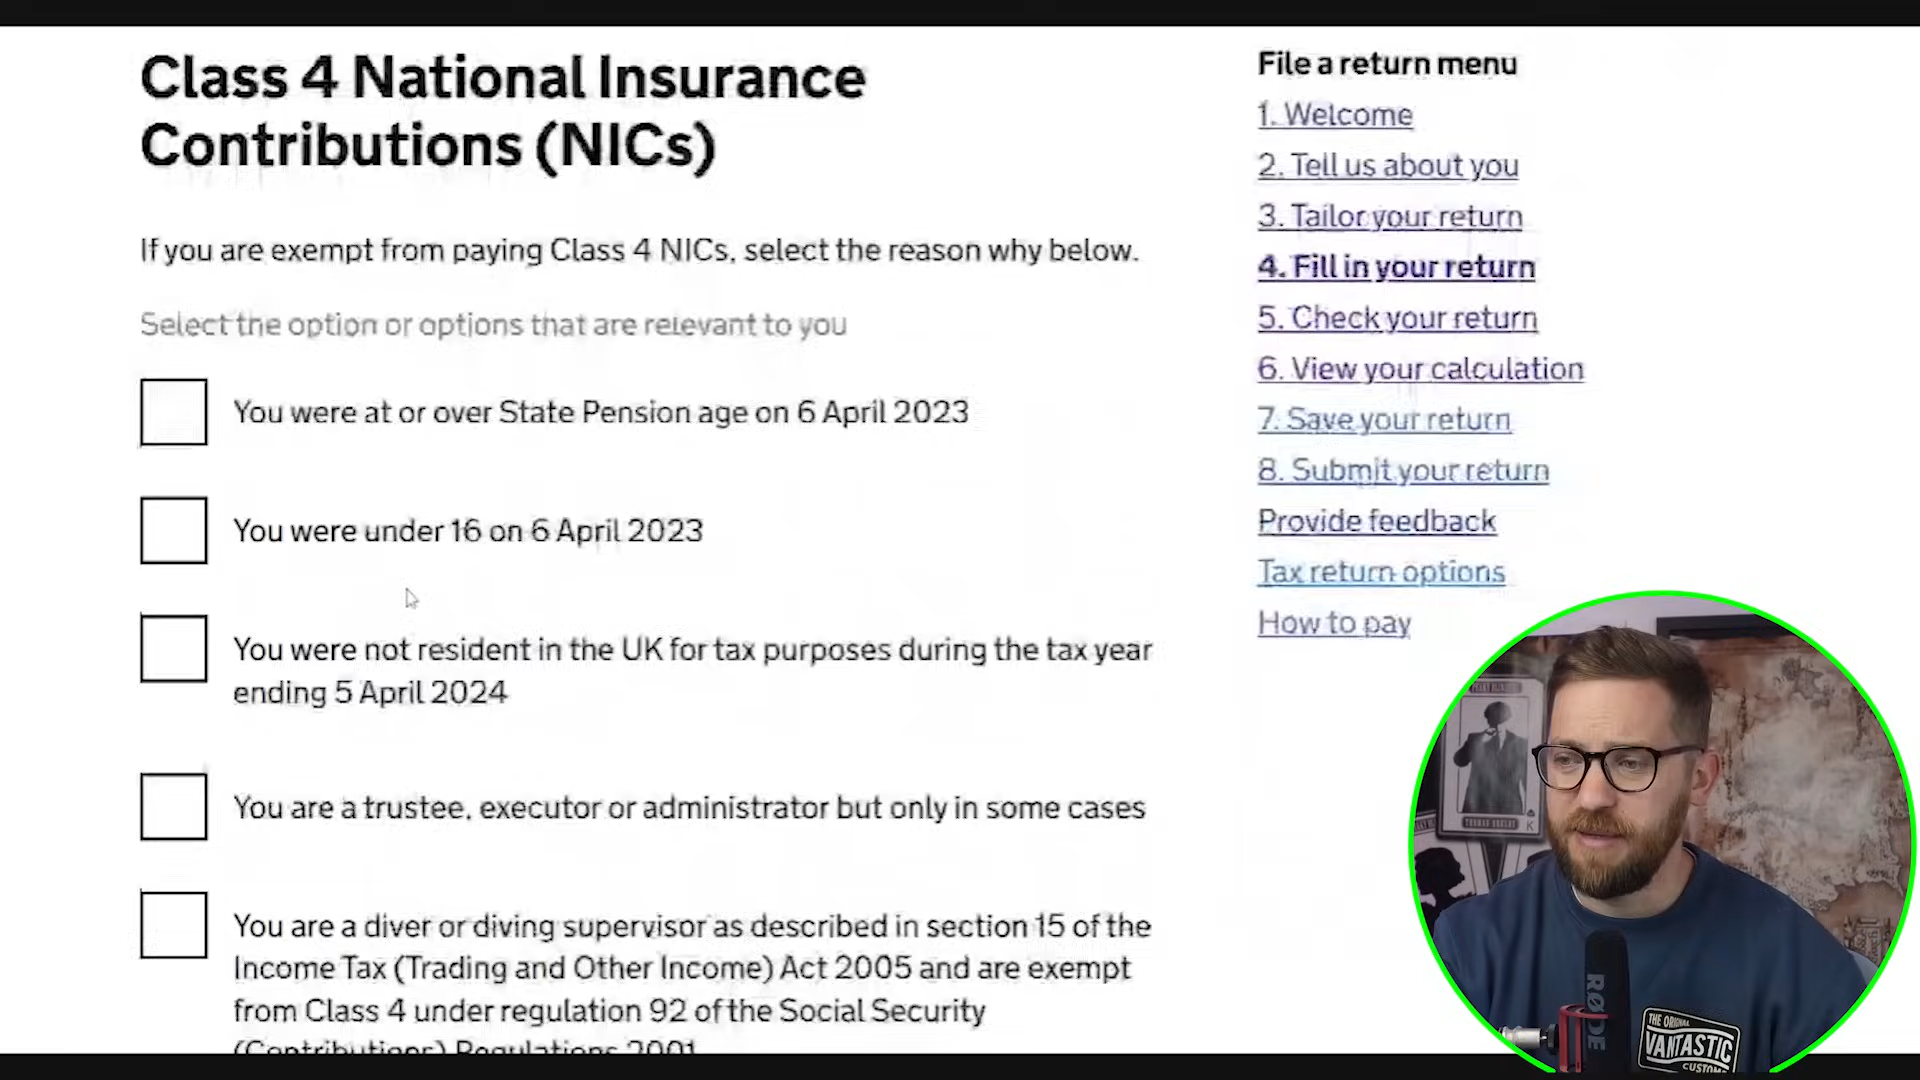 Class 4 National Insurance
Contributions (NICs)
If you are exempt from paying Class 4 NICs, select the reason why below.
Select the option or options that are relevant to you
You were at or over State Pension age on 6 April 2023
You were under 16 on 6 April 2023
You were not resident in the UK for tax purposes during the tax year
ending 5 April 2024
You are a trustee, executor or administrator but only in some cases
You are a diver or diving supervisor as described in section 15 of the
Income Tax (Trading and Other Income) Act 2005 and are exempt
from Class 4 under regulation 92 of the Social Security
(Contributions) Regulations 2001
File a return menu
1. Welcome
2. Tell us about you
3. Tailor your return
4. Fill in your return
5. Check your return
6. View your calculation
7. Save your return
8. Submit your return
Provide feedback
Tax return options
How to pay
K
RØDE
THE ORIGINAL
VANTASTIC
CUSTOMS